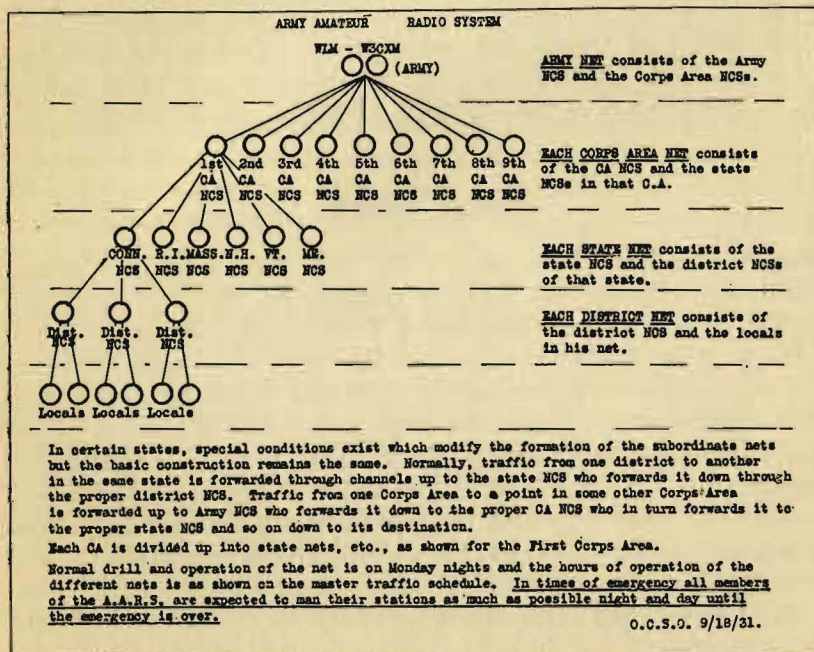 ARMY AMATEUR RADIO SYSTEM
WLM - W3CXM
(ARMY)
ARMY NET consists of the Army
NCS and the Corps Area NCSs.
1st 2nd 3rd 4th 5th 6th 7th 8th 9th
CA CA CA CA CA CA CA CA CA
NCS NCS NCS NCS NCS NCS NCS NCS NCS
EACH CORPS AREA NET consists
of the CA NCS and the state
NCSs in that C.A.
CONN. R.I. MASS. N.H. VT. ME.
NCS NCS NCS NCS NCS NCS
EACH STATE NET consists of the
state NCS and the district NCSs
of that state.
Dist. Dist. Dist.
NCS NCS NCS
EACH DISTRICT NET consists of
the district NCS and the locals
in his net.
Locals Locals Locals
In certain states, special conditions exist which modify the formation of the subordinate nets
but the basic construction remains the same. Normally, traffic from one district to another
in the same state is forwarded through channels up to the state NCS who forwards it down through
the proper district NCS. Traffic from one Corps Area to a point in some other Corps Area
is forwarded up to Army NCS who forwards it down to the proper CA NCS who in turn forwards it to
the proper state NCS and so on down to its destination.
Each CA is divided up into state nets, etc., as shown for the First Corps Area.
Normal drill and operation of the net is on Monday nights and the hours of operation of the
different nets is as shown on the master traffic schedule. In times of emergency all members
of the A.A.R.S. are expected to man their stations as much as possible night and day until
the emergency is over.
O.C.S.O. 9/18/31.